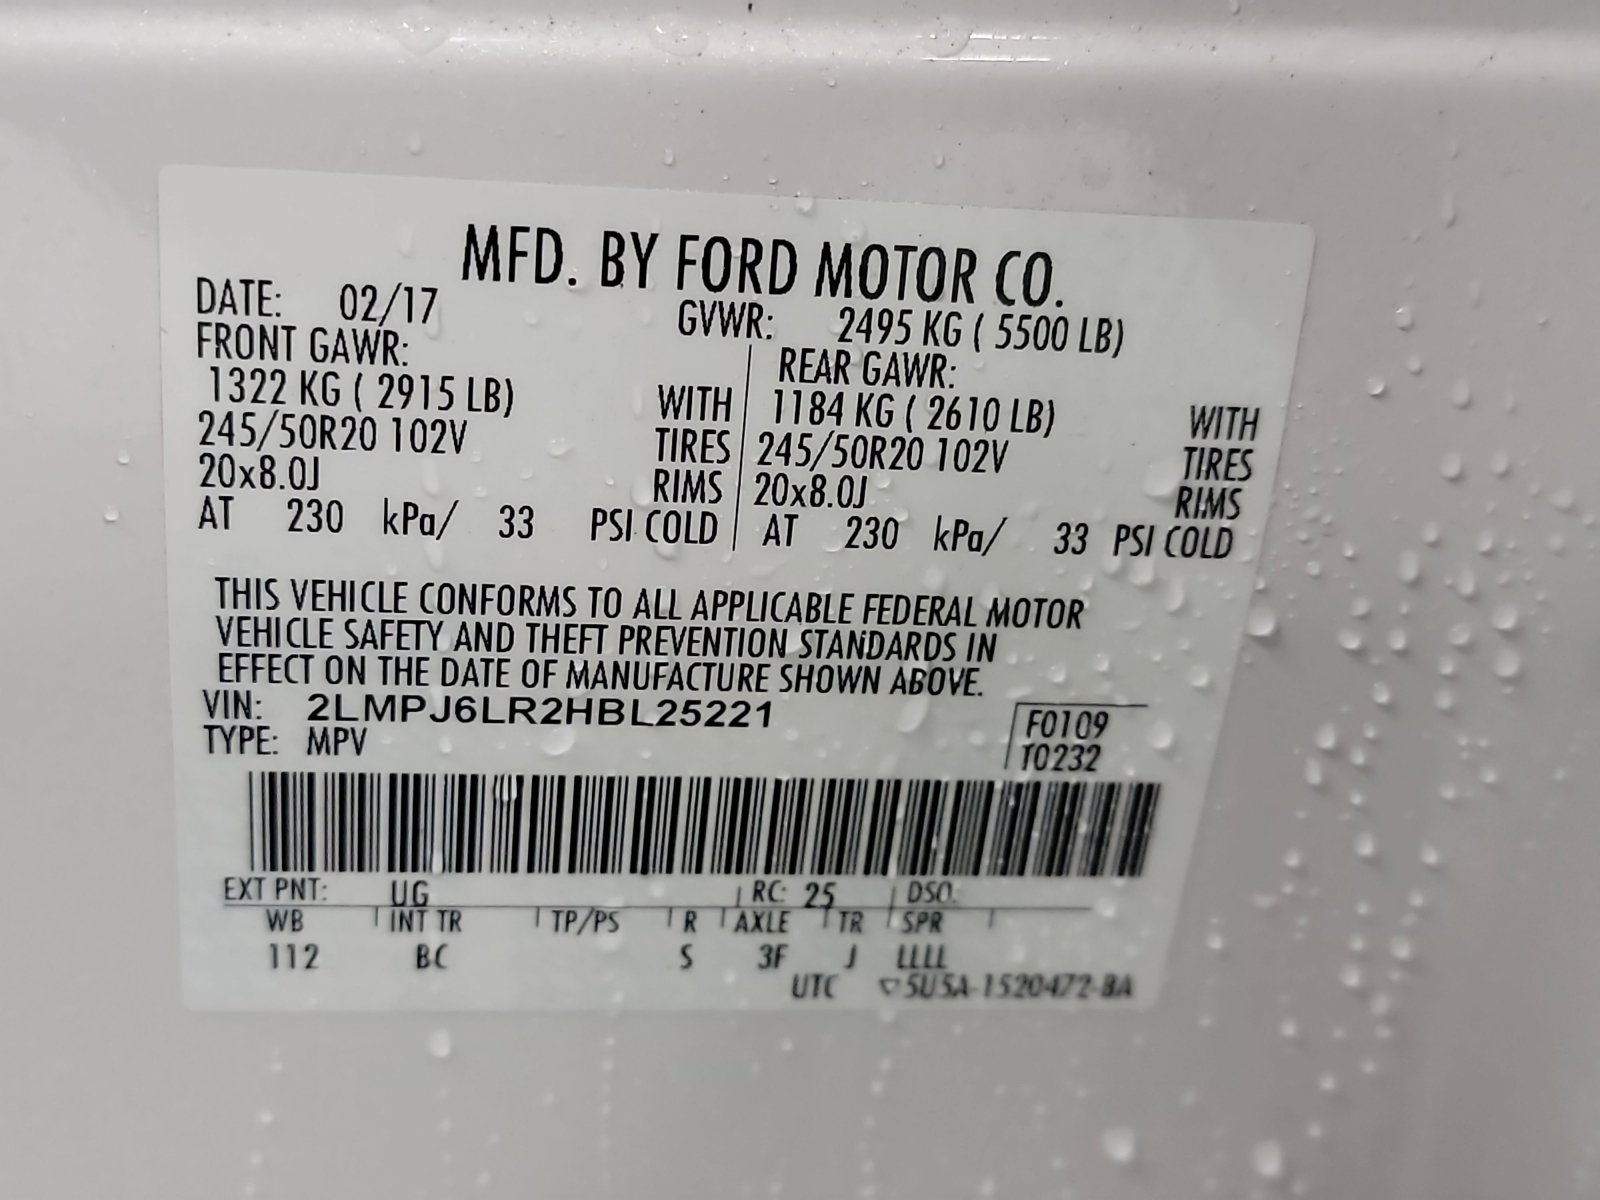 MFD. BY FORD MOTOR CO.
DATE: 02/17 GVWR: 2495 KG ( 5500 LB)
FRONT GAWR: REAR GAWR:
1322 KG ( 2915 LB) WITH 1184 KG ( 2610 LB) WITH
245/50R20 102V TIRES 245/50R20 102V TIRES
20x8.0J RIMS 20x8.0J RIMS
AT 230 kPa/ 33 PSI COLD AT 230 kPa/ 33 PSI COLD
THIS VEHICLE CONFORMS TO ALL APPLICABLE FEDERAL MOTOR
VEHICLE SAFETY AND THEFT PREVENTION STANDARDS IN
EFFECT ON THE DATE OF MANUFACTURE SHOWN ABOVE.
VIN: 2LMPJ6LR2HBL25221 F0109
TYPE: MPV T0232
EXT PNT: UG RC: 25 DSO:
WB INT TR TP/PS R AXLE TR SPR
112 BC S 3F J LLLL
UTC ▽5U5A-1520472-BA